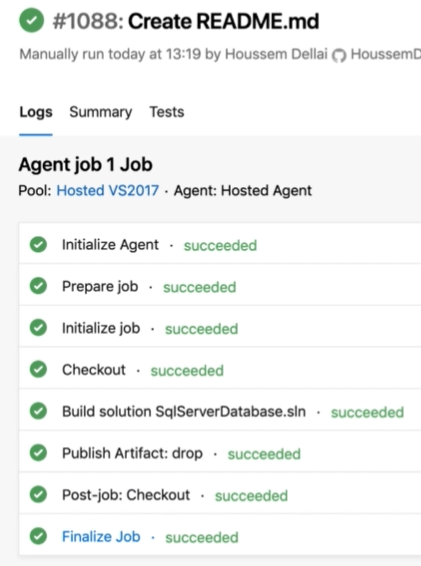 #1088: Create README.md
Manually run today at 13:19 by Houssem Dellai HoussemD
Logs Summary Tests
Agent job 1 Job
Pool: Hosted VS2017 · Agent: Hosted Agent
Initialize Agent · succeeded
Prepare job · succeeded
Initialize job · succeeded
Checkout · succeeded
Build solution SqlServerDatabase.sln · succeeded
Publish Artifact: drop · succeeded
Post-job: Checkout · succeeded
Finalize Job · succeeded